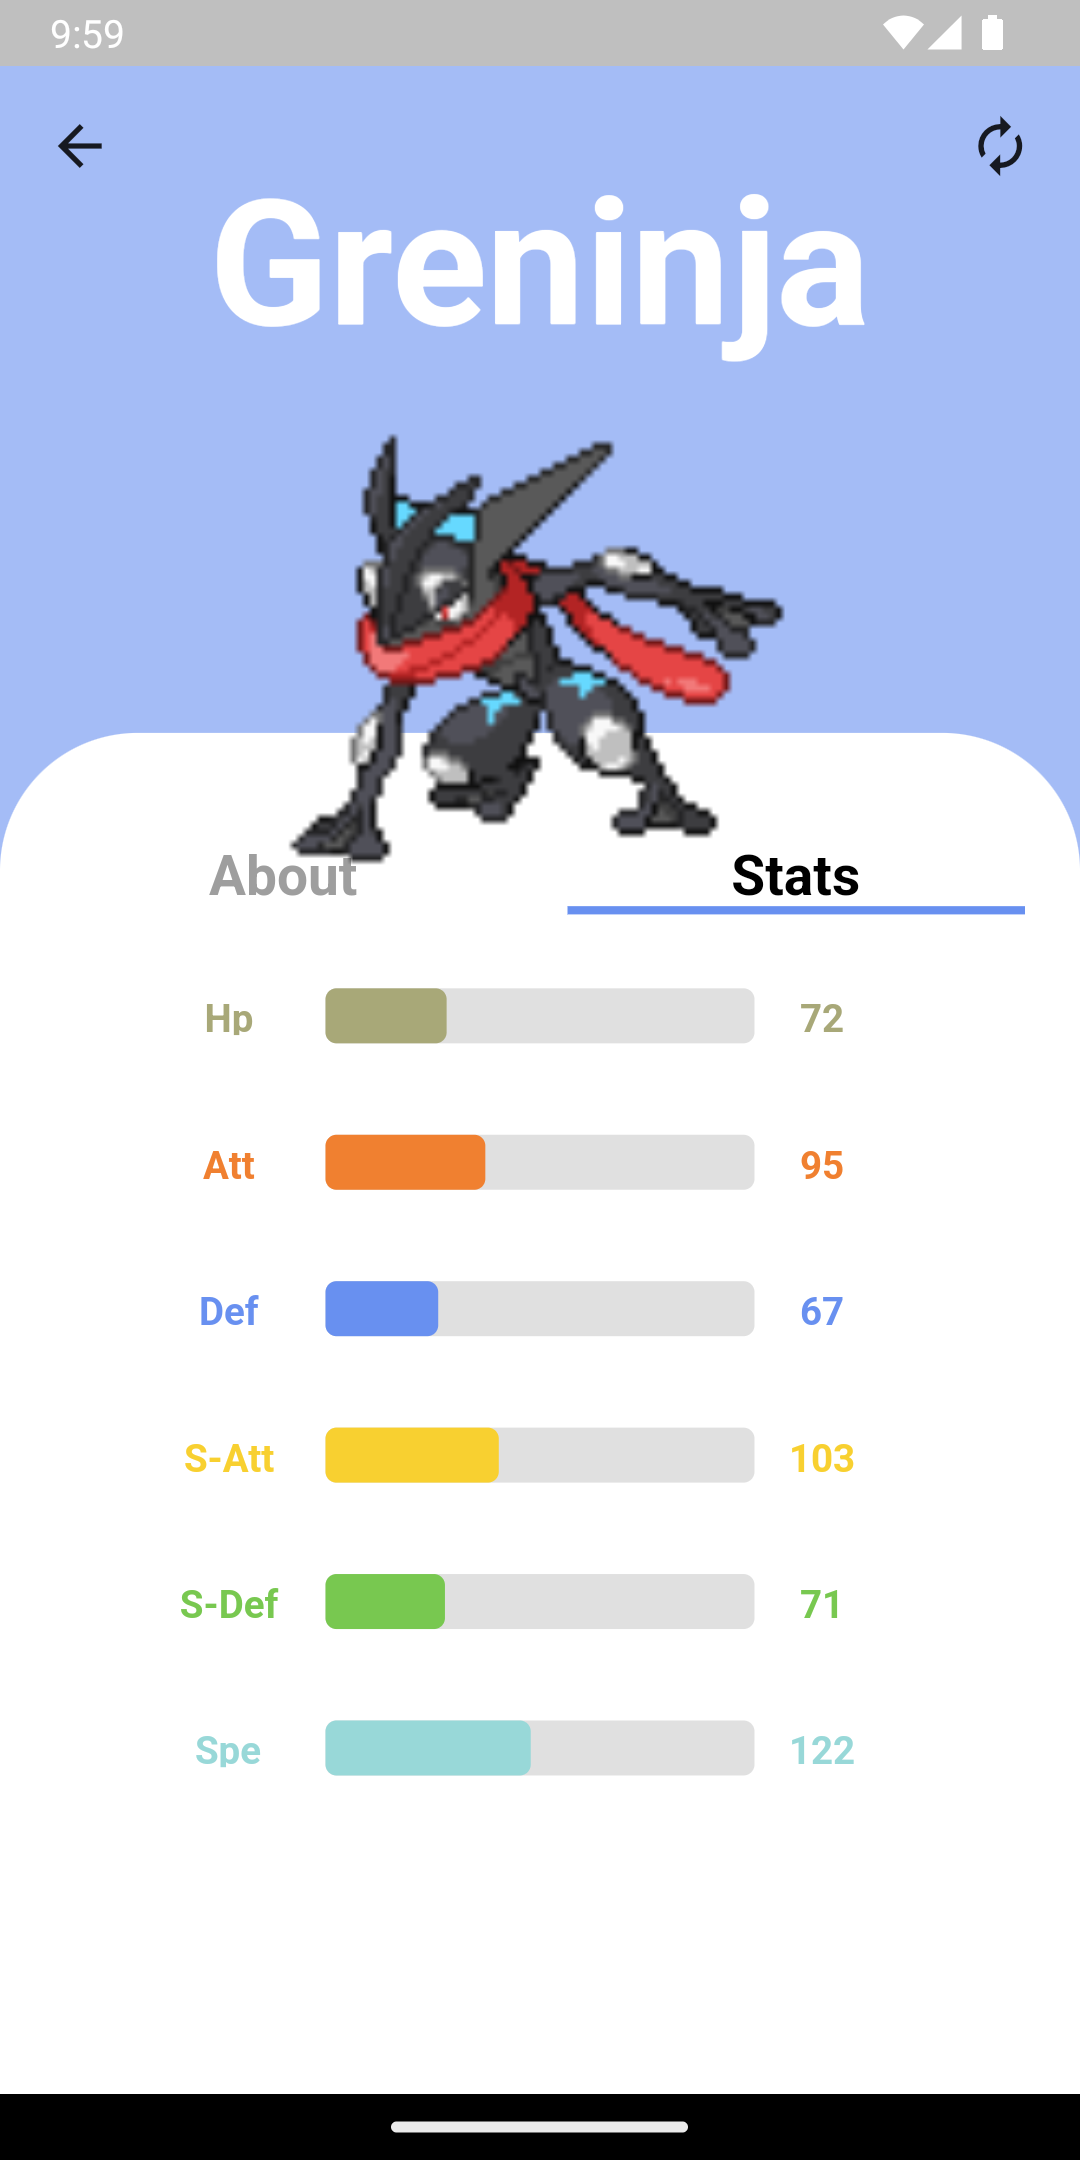 9:59
Greninja
About Stats
Hp 72
Att 95
Def 67
S-Att 103
S-Def 71
Spe 122